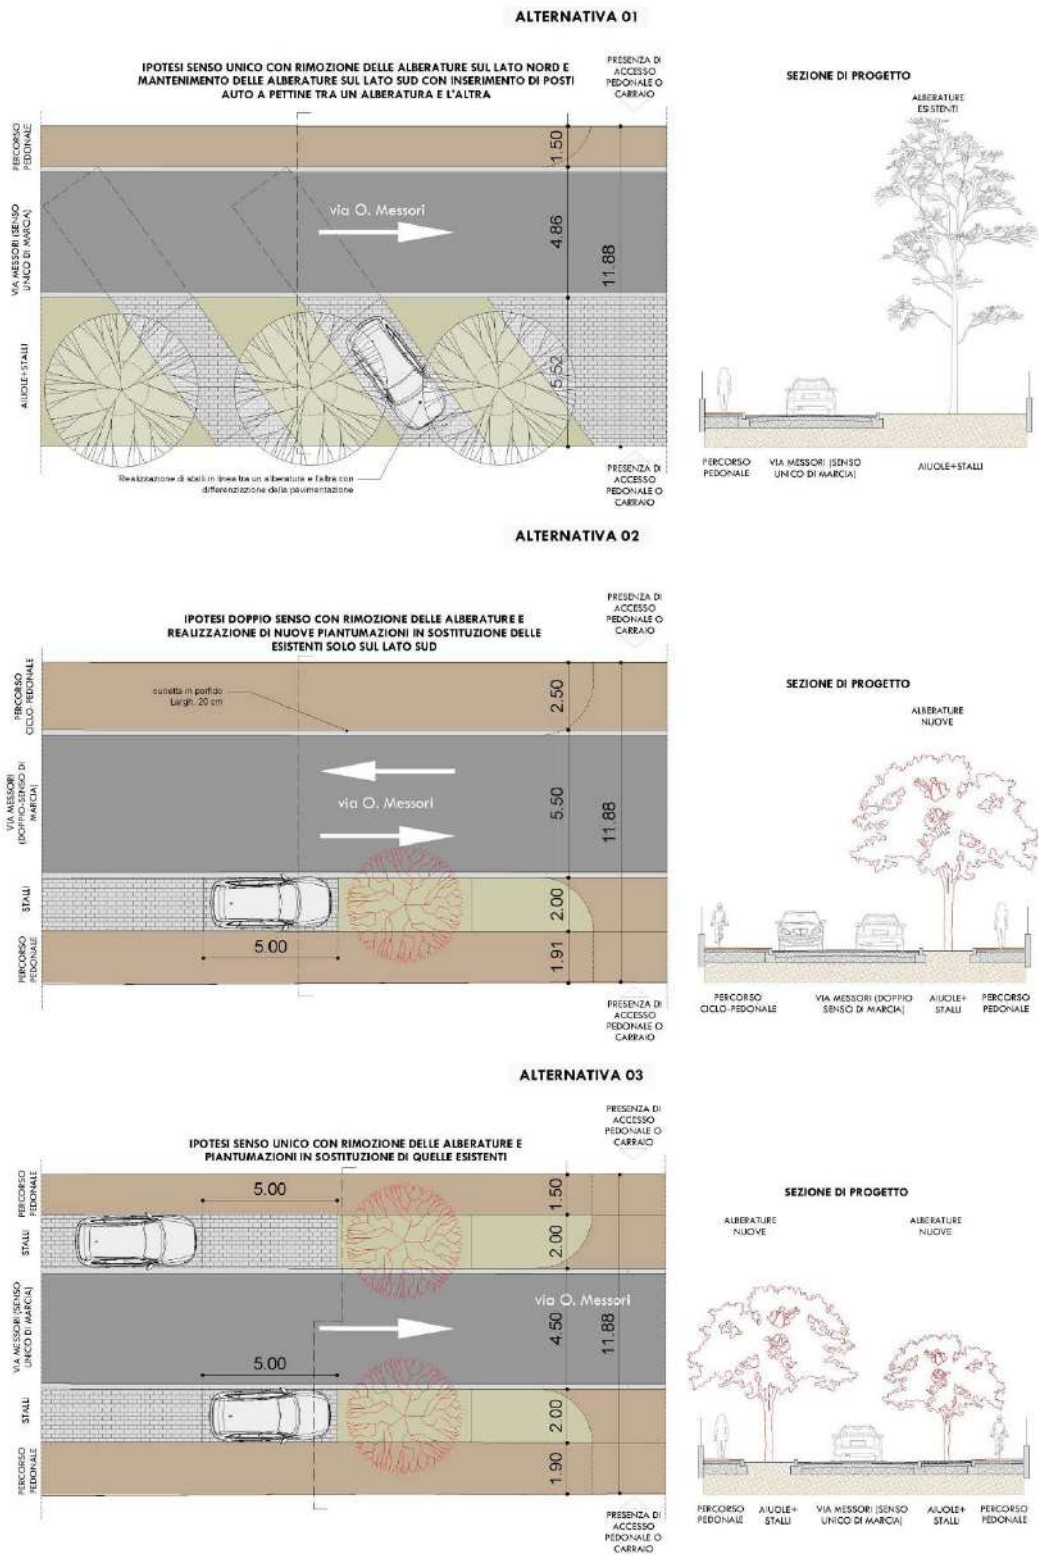 ALTERNATIVA 01
IPOTESI SENSO UNICO CON RIMOZIONE DELLE ALBERATURE SUL LATO NORD E
MANTENIMENTO DELLE ALBERATURE SUL LATO SUD CON INSERIMENTO DI POSTI
AUTO A PETTINE TRA UN ALBERATURA E L'ALTRA
PRESENZA DI
ACCESSO
PEDONALE O
CARRAIO
SEZIONE DI PROGETTO
ALBERATURE
ESISTENTI
PERCORSO
PEDONALE
VIA MESSORI (SENSO
UNICO DI MARCIA)
AIUOLE+STALLI
via O. Messori
1.50
4.86
11.88
5.52
Realizzazione di stalli in linea tra un alberatura e l'altra con
differenziazione della pavimentazione
PRESENZA DI
ACCESSO
PEDONALE O
CARRAIO
PERCORSO
PEDONALE
VIA MESSORI (SENSO
UNICO DI MARCIA)
AIUOLE+STALLI
ALTERNATIVA 02
IPOTESI DOPPIO SENSO CON RIMOZIONE DELLE ALBERATURE E
REALIZZAZIONE DI NUOVE PIANTUMAZIONI IN SOSTITUZIONE DELLE
ESISTENTI SOLO SUL LATO SUD
PRESENZA DI
ACCESSO
PEDONALE O
CARRAIO
SEZIONE DI PROGETTO
ALBERATURE
NUOVE
PERCORSO
CICLO-PEDONALE
VIA MESSORI
(DOPPIO-SENSO DI
MARCIA)
STALLI
PERCORSO
PEDONALE
cunetta in porfido
Largh. 20 cm
via O. Messori
2.50
5.50
11.88
2.00
1.91
5.00
PRESENZA DI
ACCESSO
PEDONALE O
CARRAIO
PERCORSO
CICLO-PEDONALE
VIA MESSORI (DOPPIO
SENSO DI MARCIA)
AIUOLE+
STALLI
PERCORSO
PEDONALE
ALTERNATIVA 03
IPOTESI SENSO UNICO CON RIMOZIONE DELLE ALBERATURE E
PIANTUMAZIONI IN SOSTITUZIONE DI QUELLE ESISTENTI
PRESENZA DI
ACCESSO
PEDONALE O
CARRAIO
SEZIONE DI PROGETTO
ALBERATURE
NUOVE
ALBERATURE
NUOVE
PERCORSO
PEDONALE
STALLI
VIA MESSORI (SENSO
UNICO DI MARCIA)
STALLI
PERCORSO
PEDONALE
5.00
1.50
2.00
via O. Messori
4.50
11.88
5.00
2.00
1.90
PRESENZA DI
ACCESSO
PEDONALE O
CARRAIO
PERCORSO
PEDONALE
AIUOLE+
STALLI
VIA MESSORI (SENSO
UNICO DI MARCIA)
AIUOLE+
STALLI
PERCORSO
PEDONALE